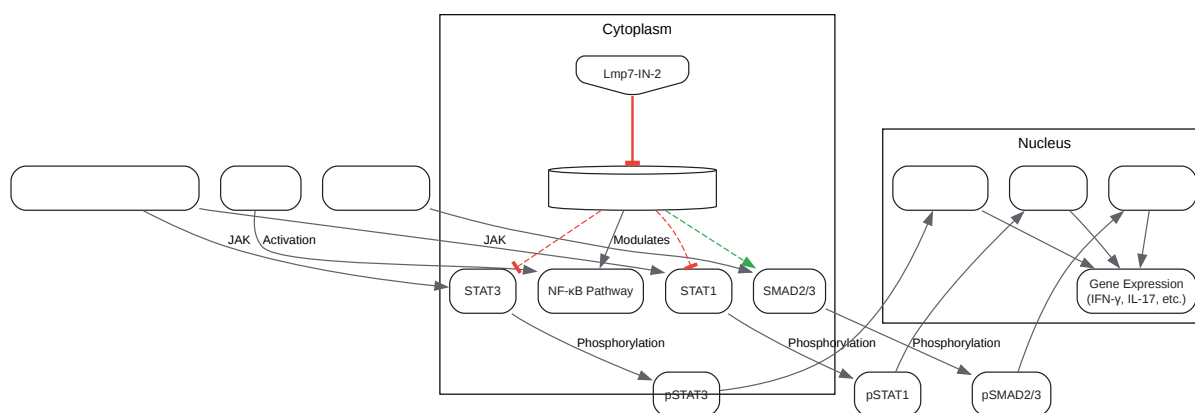 Cytoplasm
Lmp7-IN-2
Nucleus
JAK
Activation
JAK
Modulates
STAT3
NF-κB Pathway
STAT1
SMAD2/3
Gene Expression
(IFN-γ, IL-17, etc.)
Phosphorylation
Phosphorylation
Phosphorylation
pSTAT3
pSTAT1
pSMAD2/3